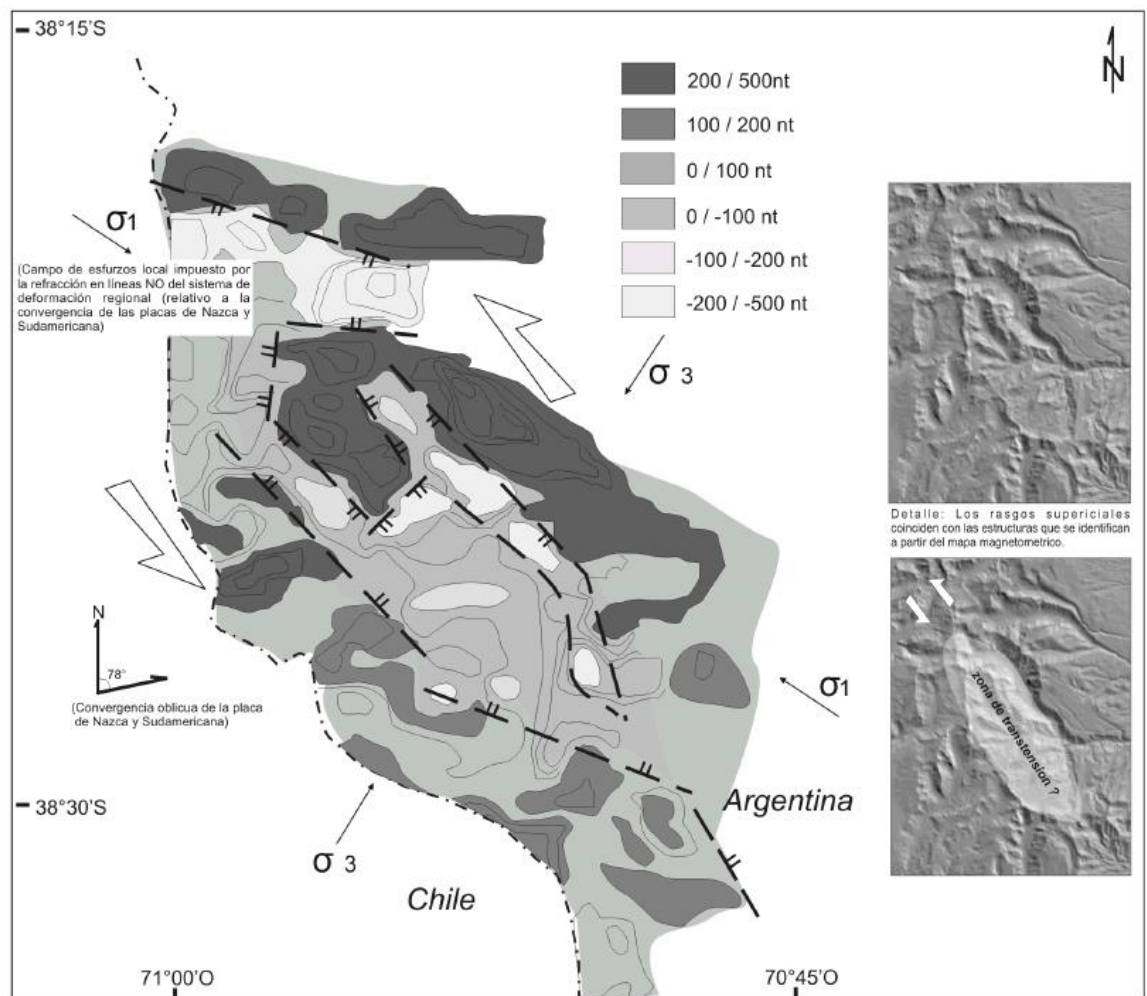 38°15'S
N
200 / 500nt
100 / 200 nt
0 / 100 nt
0 / -100 nt
-100 / -200 nt
-200 / -500 nt
σ1
(Campo de esfurzos local impuesto por
la refracción en líneas NO del sistema de
deformación regional (relativo a la
convergencia de las placas de Nazca y
Sudamericana)
σ 3
Detalle: Los rasgos supericiales
coinciden con las estructuras que se identifican
a partir del mapa magnetometrico.
N
78°
(Convergencia oblicua de la placa
de Nazca y Sudamericana)
σ1
zona de transtension ?
38°30'S
Argentina
σ 3
Chile
71°00'O
70°45'O